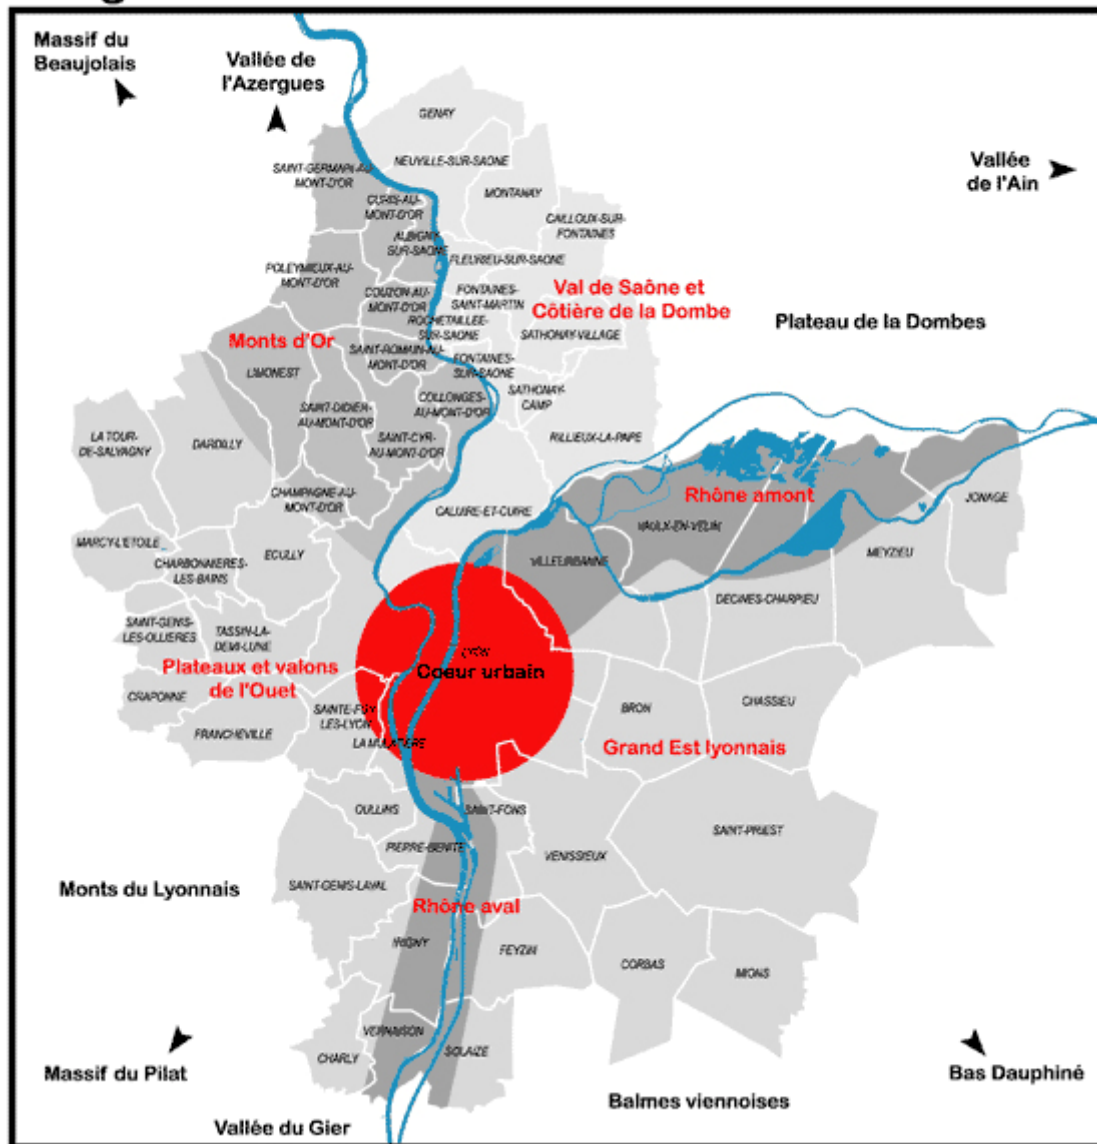 Massif du
Beaujolais
Vallée de
l'Azergues
Vallée
de l'Ain
GENAY
NEUVILLE-SUR-SAONE
SAINT-GERMAIN-AU-
MONT-D'OR
MONTANAY
CURIS-AU-
MONT-D'OR
CAILLOUX-SUR-
FONTAINES
ALBIGNY-
SUR-SAONE
FLEURIEU-SUR-SAONE
POLEYMIEUX-AU-
MONT-D'OR
COUZON-AU-
MONT-D'OR
FONTAINES-
SAINT-MARTIN
Val de Saône et
Côtière de la Dombe
ROCHETAILLEE-
SUR-SAONE
SATHONAY-VILLAGE
Plateau de la Dombes
Monts d'Or
SAINT-ROMAIN-AU-
MONT-D'OR
FONTAINES-
SUR-SAONE
LIMONEST
SATHONAY-
CAMP
COLLONGES-
AU-MONT-D'OR
SAINT-DIDIER-
AU-MONT-D'OR
LA TOUR-
DE-SALVAGNY
DARDILLY
SAINT-CYR-
AU-MONT-D'OR
RILLIEUX-LA-PAPE
CHAMPAGNE-AU-
MONT-D'OR
Rhône amont
JONAGE
CALUIRE-ET-CUIRE
VAULX-EN-VELIN
MARCY-L'ETOILE
ECULLY
CHARBONNIERES-
LES-BAINS
VILLEURBANNE
MEYZIEU
DECINES-CHARPIEU
SAINT-GENIS-
LES-OLLIERES
TASSIN-LA-
DEMI-LUNE
Plateaux et valons
de l'Ouet
LYON
Coeur urbain
CRAPONNE
FRANCHEVILLE
SAINTE-FOY
LES-LYON
LA MULATIERE
BRON
CHASSIEU
Grand Est lyonnais
OULLINS
SAINT-FONS
PIERRE-BENITE
VENISSIEUX
SAINT-PRIEST
Monts du Lyonnais
SAINT-GENIS-LAVAL
Rhône aval
IRIGNY
FEYZIN
CORBAS
MIONS
VERNAISON
CHARLY
SOLAIZE
Massif du Pilat
Bas Dauphiné
Balmes viennoises
Vallée du Gier